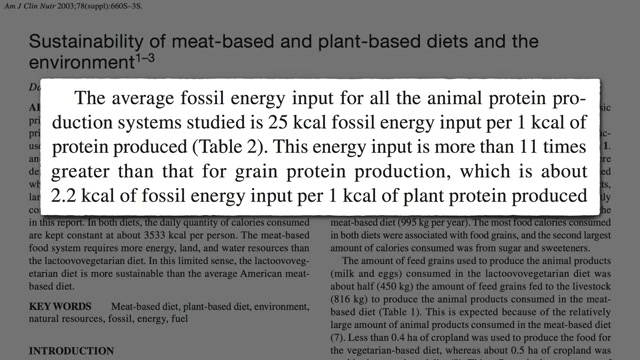 Am J Clin Nutr 2003;78(suppl):660S–3S.
Sustainability of meat-based and plant-based diets and the
environment1–3
The average fossil energy input for all the animal protein pro-
duction systems studied is 25 kcal fossil energy input per 1 kcal of
protein produced (Table 2). This energy input is more than 11 times
greater than that for grain protein production, which is about
2.2 kcal of fossil energy input per 1 kcal of plant protein produced
in this report. In both diets, the daily quantity of calories consumed
are kept constant at about 3533 kcal per person. The meat-based
food system requires more energy, land, and water resources than
the lactoovovegetarian diet. In this limited sense, the lactoovoveg-
etarian diet is more sustainable than the average American meat-
based diet.
KEY WORDS Meat-based diet, plant-based diet, environment,
natural resources, fossil, energy, fuel
INTRODUCTION
meat-based diet (995 kg per year). The most food calories consumed
in both diets were associated with food grains, and the second largest
amount of calories consumed was from sugar and sweeteners.
The amount of feed grains used to produce the animal products
(milk and eggs) consumed in the lactoovovegetarian diet was
about half (450 kg) the amount of feed grains fed to the livestock
(816 kg) to produce the animal products consumed in the meat-
based diet (Table 1). This is expected because of the relatively
large amount of animal products consumed in the meat-based diet
(7). Less than 0.4 ha of cropland was used to produce the food for
the vegetarian-based diet, whereas about 0.5 ha of cropland was